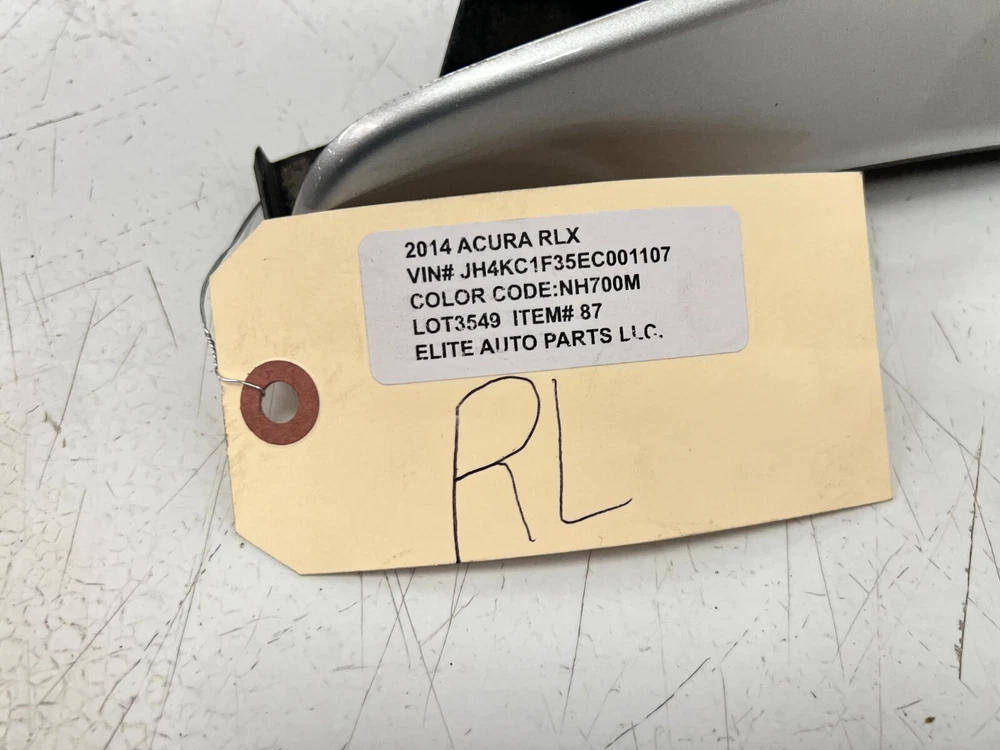 2014 ACURA RLX
VIN# JH4KC1F35EC001107
COLOR CODE:NH700M
LOT3549 ITEM# 87
ELITE AUTO PARTS LLC.
RL